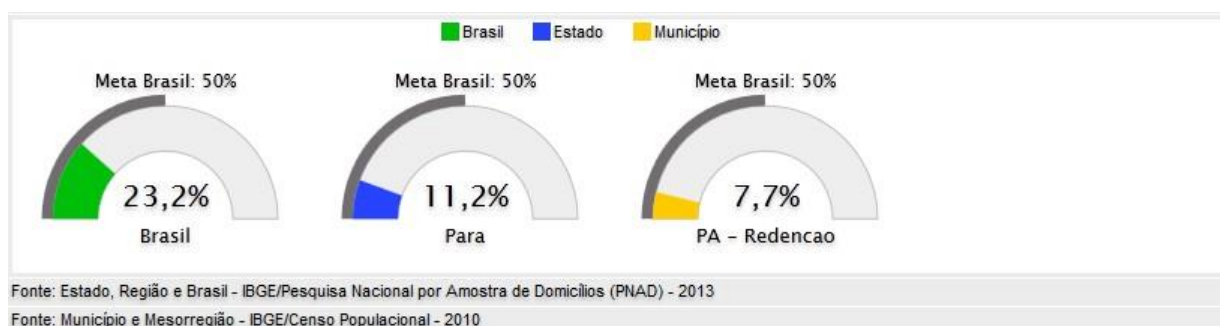 Brasil Estado Município
Meta Brasil: 50% Meta Brasil: 50% Meta Brasil: 50%
23,2% 11,2% 7,7%
Brasil Para PA - Redencao
Fonte: Estado, Região e Brasil - IBGE/Pesquisa Nacional por Amostra de Domicílios (PNAD) - 2013
Fonte: Município e Mesorregião - IBGE/Censo Populacional - 2010